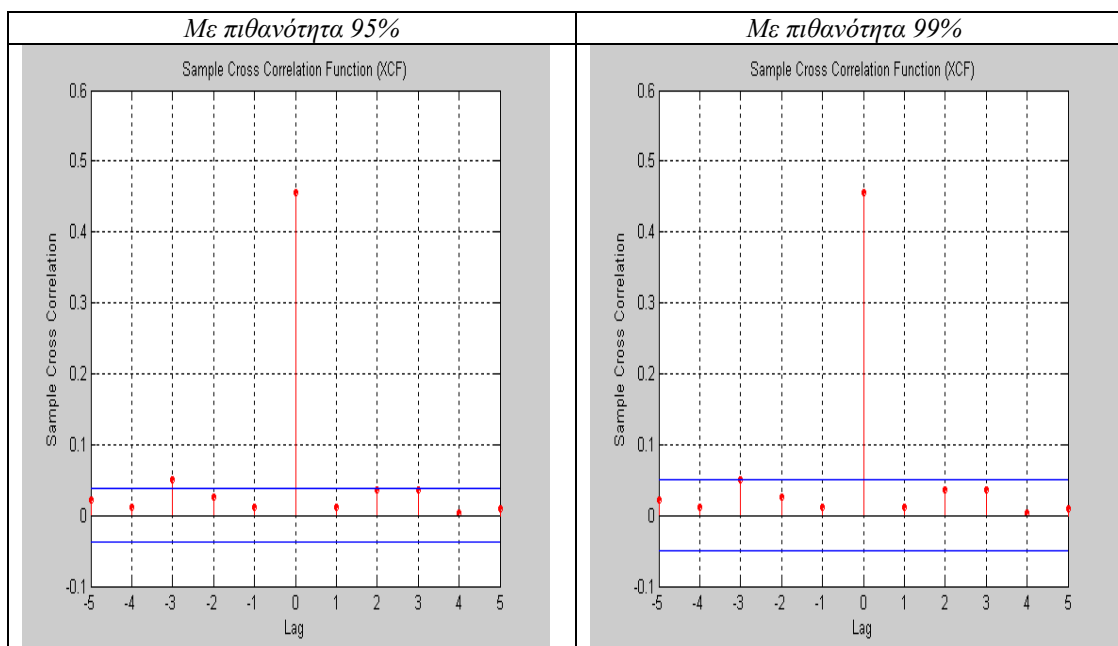 Με πιθανότητα 95%
Με πιθανότητα 99%
Sample Cross Correlation Function (XCF)
0.6
0.5
0.4
0.3
0.2
0.1
0
-0.1
Sample Cross Correlation
-5 -4 -3 -2 -1 0 1 2 3 4 5
Lag
Sample Cross Correlation Function (XCF)
0.6
0.5
0.4
0.3
0.2
0.1
0
-0.1
Sample Cross Correlation
-5 -4 -3 -2 -1 0 1 2 3 4 5
Lag